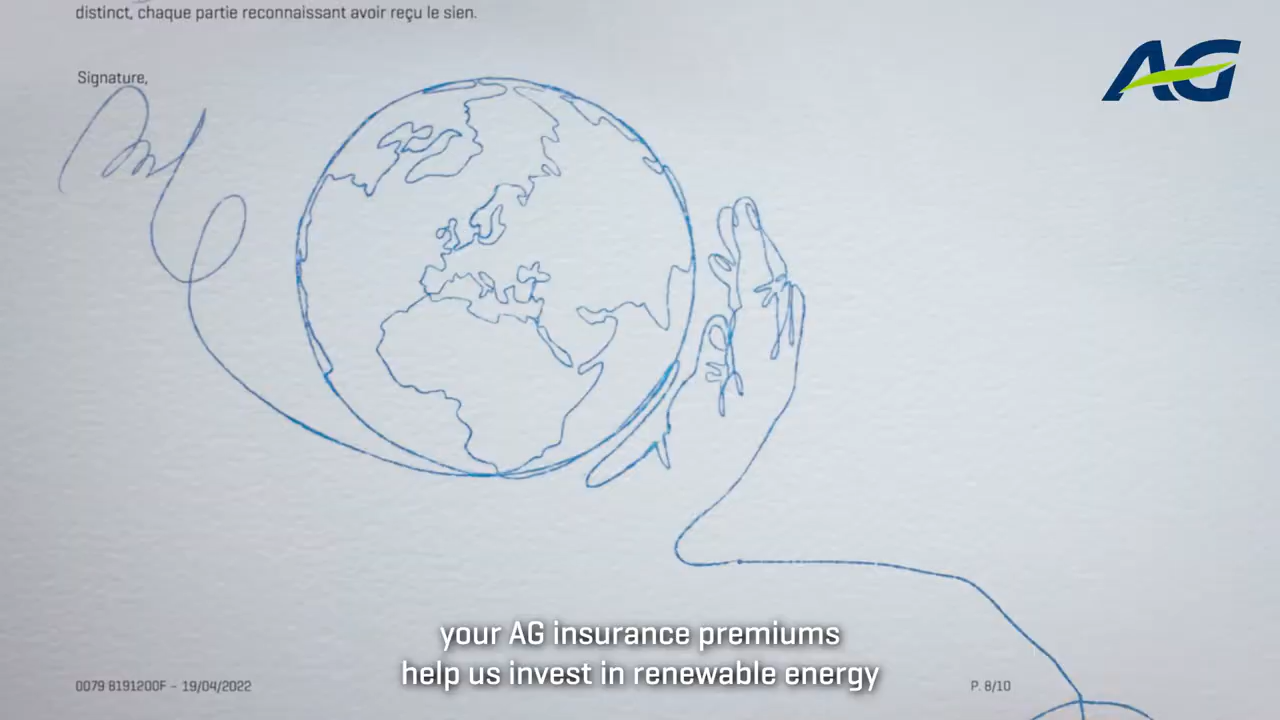 distinct, chaque partie reconnaissant avoir reçu le sien.
Signature,
AG
your AG insurance premiums
help us invest in renewable energy
0079 8191200F – 19/04/2022
P. 8/10